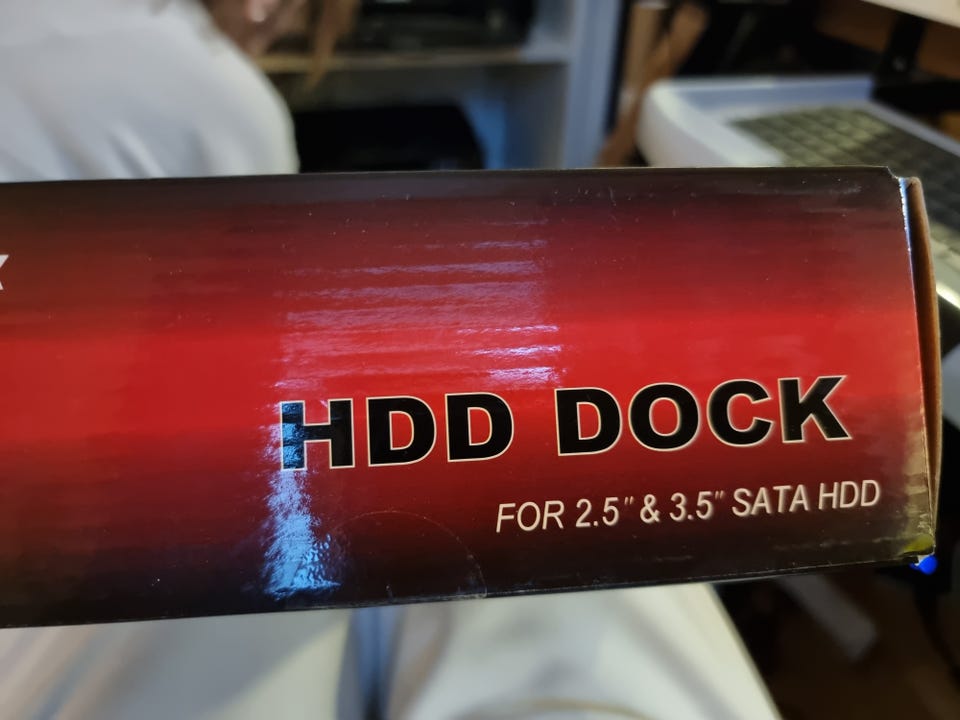 HDD DOCK
FOR 2.5" & 3.5" SATA HDD